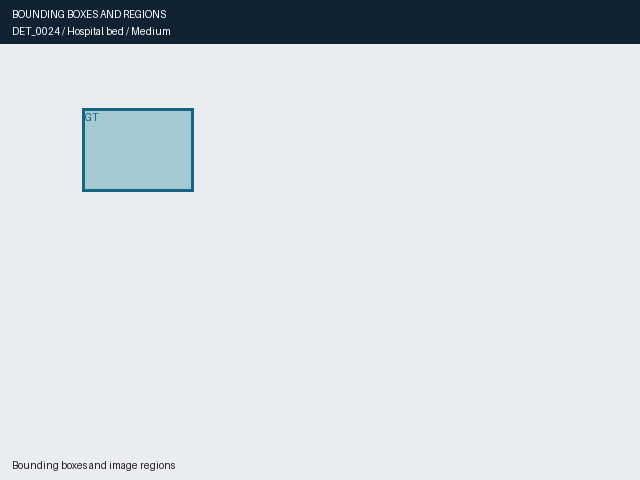 BOUNDING BOXES AND REGIONS
DET_0024 / Hospital bed / Medium
GT
Bounding boxes and image regions